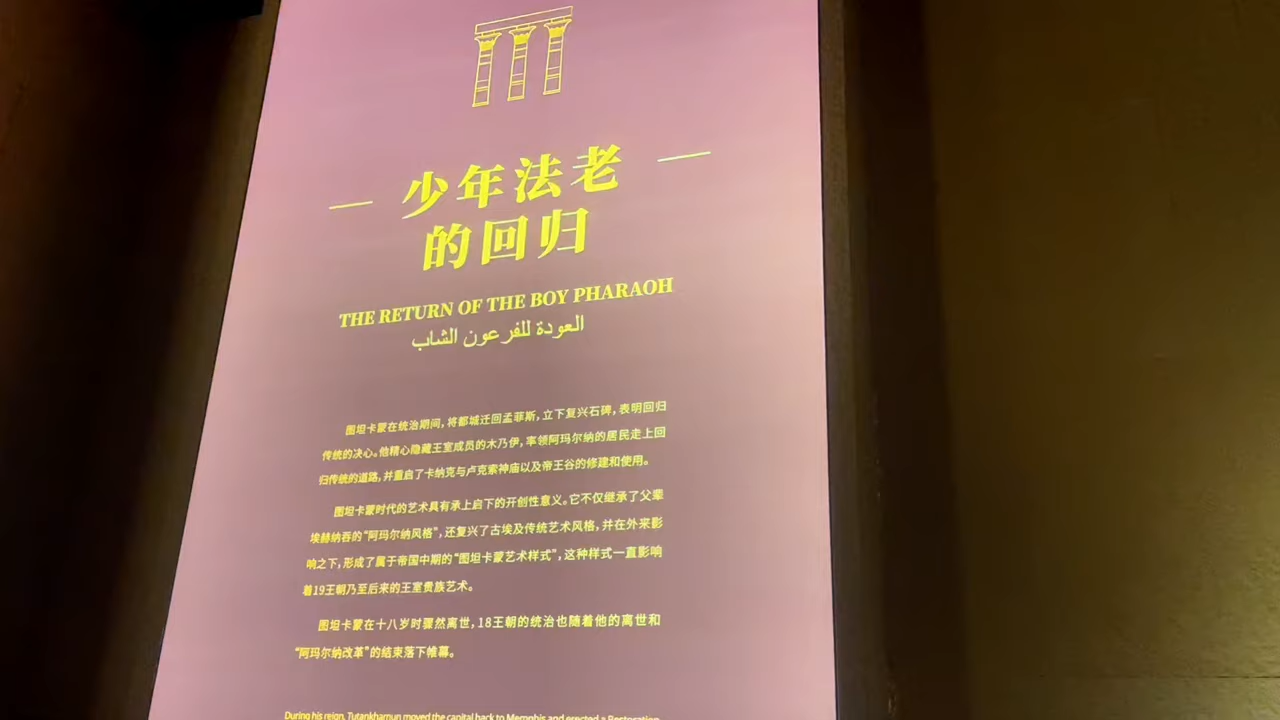 少年法老
的回归
THE RETURN OF THE BOY PHARAOH
العودة للفرعون الشاب
图坦卡蒙在统治期间，将都城迁回孟菲斯，立下复兴石碑，表明回归
传统的决心。他精心隐藏王室成员的木乃伊，率领阿玛尔纳的居民走上回
归传统的道路，并重启了卡纳克与卢克索神庙以及帝王谷的修建和使用。
图坦卡蒙时代的艺术具有承上启下的开创性意义。它不仅继承了父辈
埃赫纳吞的“阿玛尔纳风格”，还复兴了古埃及传统艺术风格，并在外来影
响之下，形成了属于帝国中期的“图坦卡蒙艺术样式”，这种样式一直影响
着19王朝乃至后来的王室贵族艺术。
图坦卡蒙在十八岁时骤然离世，18王朝的统治也随着他的离世和
“阿玛尔纳改革”的结束落下帷幕。
During his reign, Tutankhamun moved the capital back to Memphis and erected a Restoration